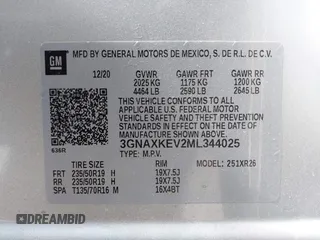 GM
MFD BY GENERAL MOTORS DE MEXICO, S. DE R.L. DE C.V.
12/20 GVWR GAWR FRT GAWR RR
2025 KG 1175 KG 1200 KG
4464 LB 2590 LB 2645 LB
THIS VEHICLE CONFORMS TO ALL APPLICABLE
U.S. FEDERAL MOTOR VEHICLE SAFETY, BUMPER, AND
THEFT PREVENTION STANDARDS IN EFFECT ON THE
DATE OF MANUFACTURE SHOWN ABOVE.
3GNAXKEV2ML344025
TYPE: M.P.V. MODEL: 251XR26
TIRE SIZE RIM
FRT 235/50R19 H 19X7.5J
RR 235/50R19 H 19X7.5J
SPA T135/70R16 M 16X4BT
DREAMBID